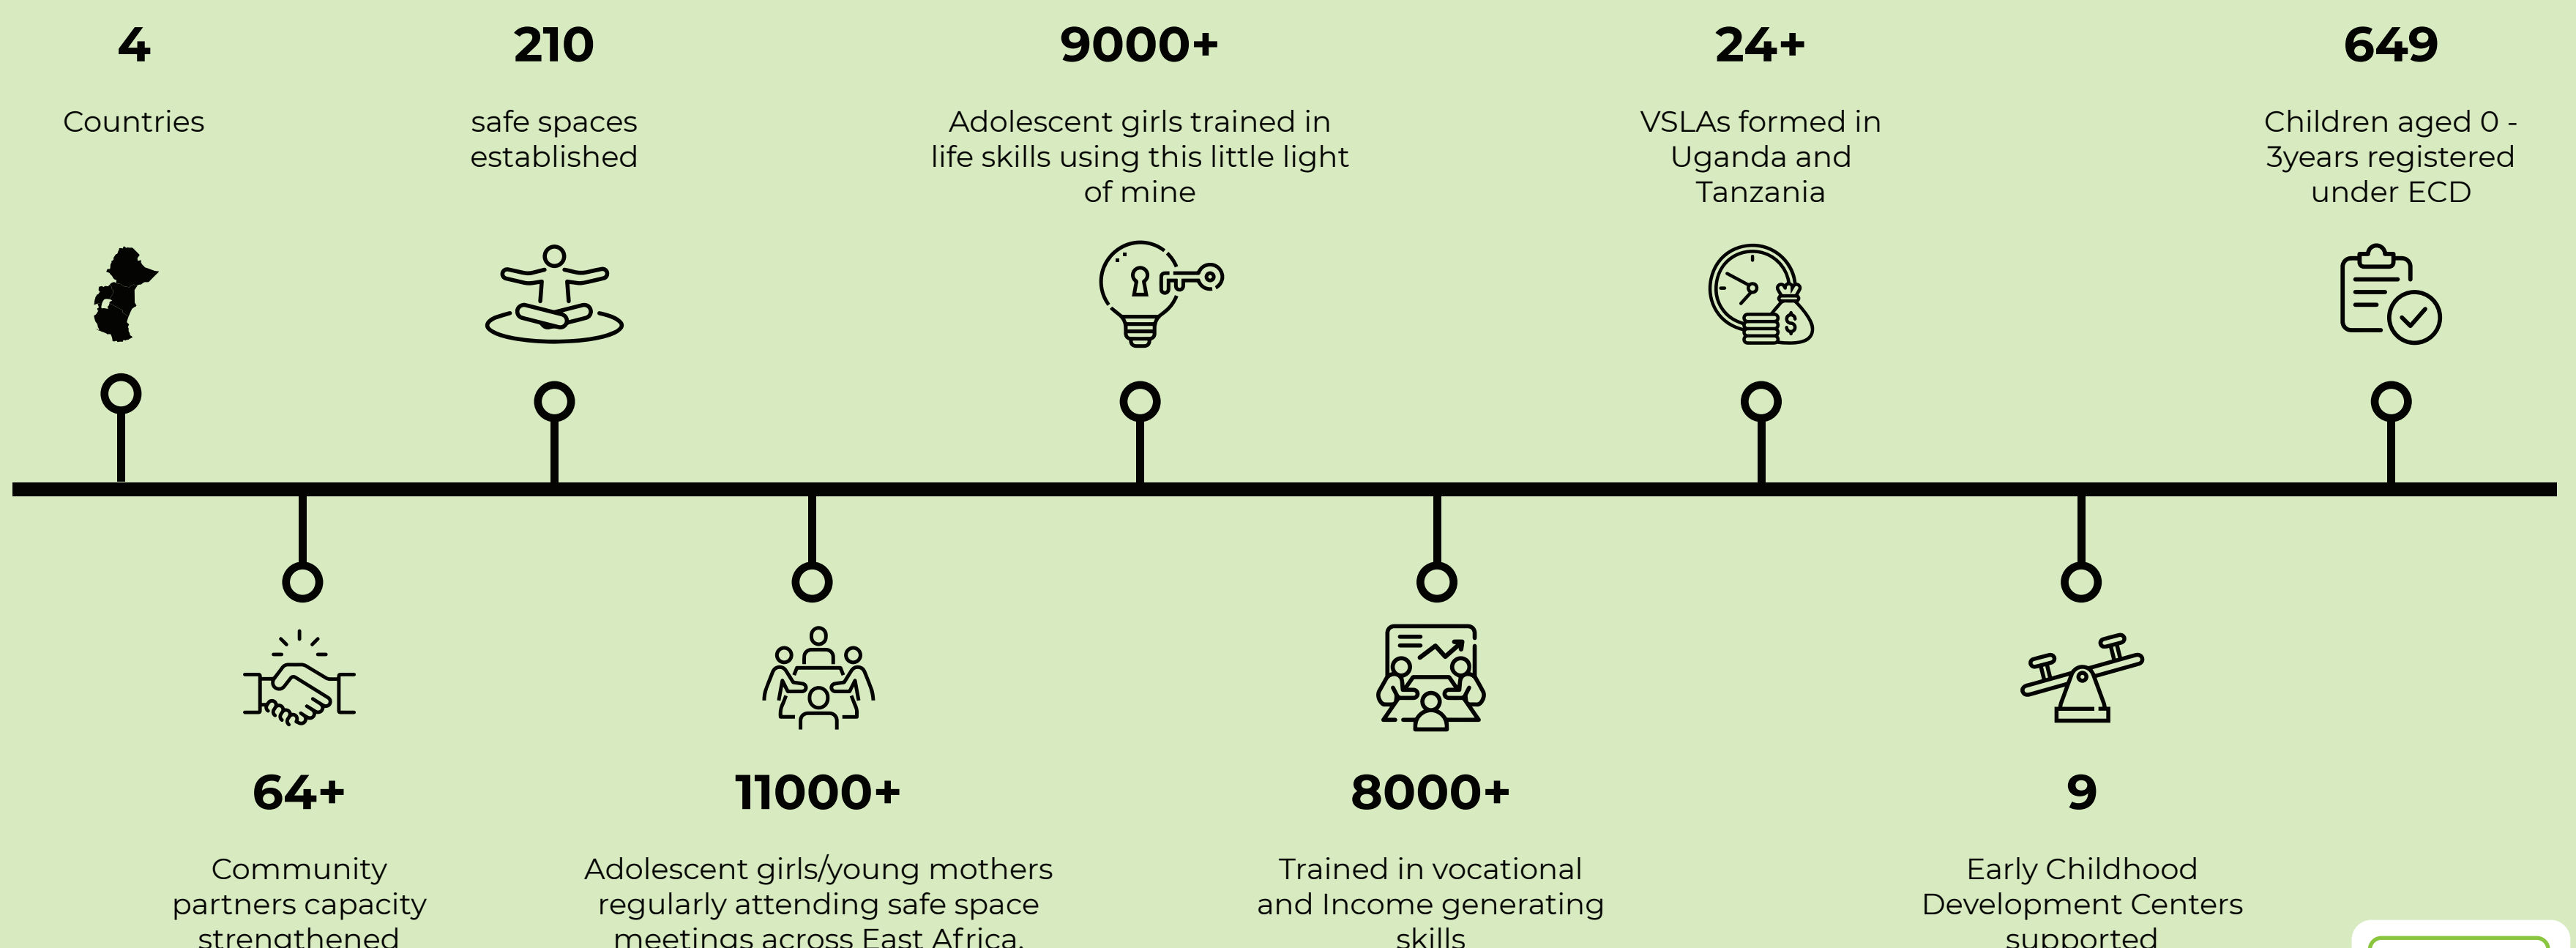 4
Countries
210
safe spaces
established
9000+
Adolescent girls trained in
life skills using this little light
of mine
24+
VSLAs formed in
Uganda and
Tanzania
649
Children aged 0 -
3years registered
under ECD
$
64+
Community
partners capacity
strengthened
11000+
Adolescent girls/young mothers
regularly attending safe space
meetings across East Africa.
8000+
Trained in vocational
and Income generating
skills
9
Early Childhood
Development Centers
supported